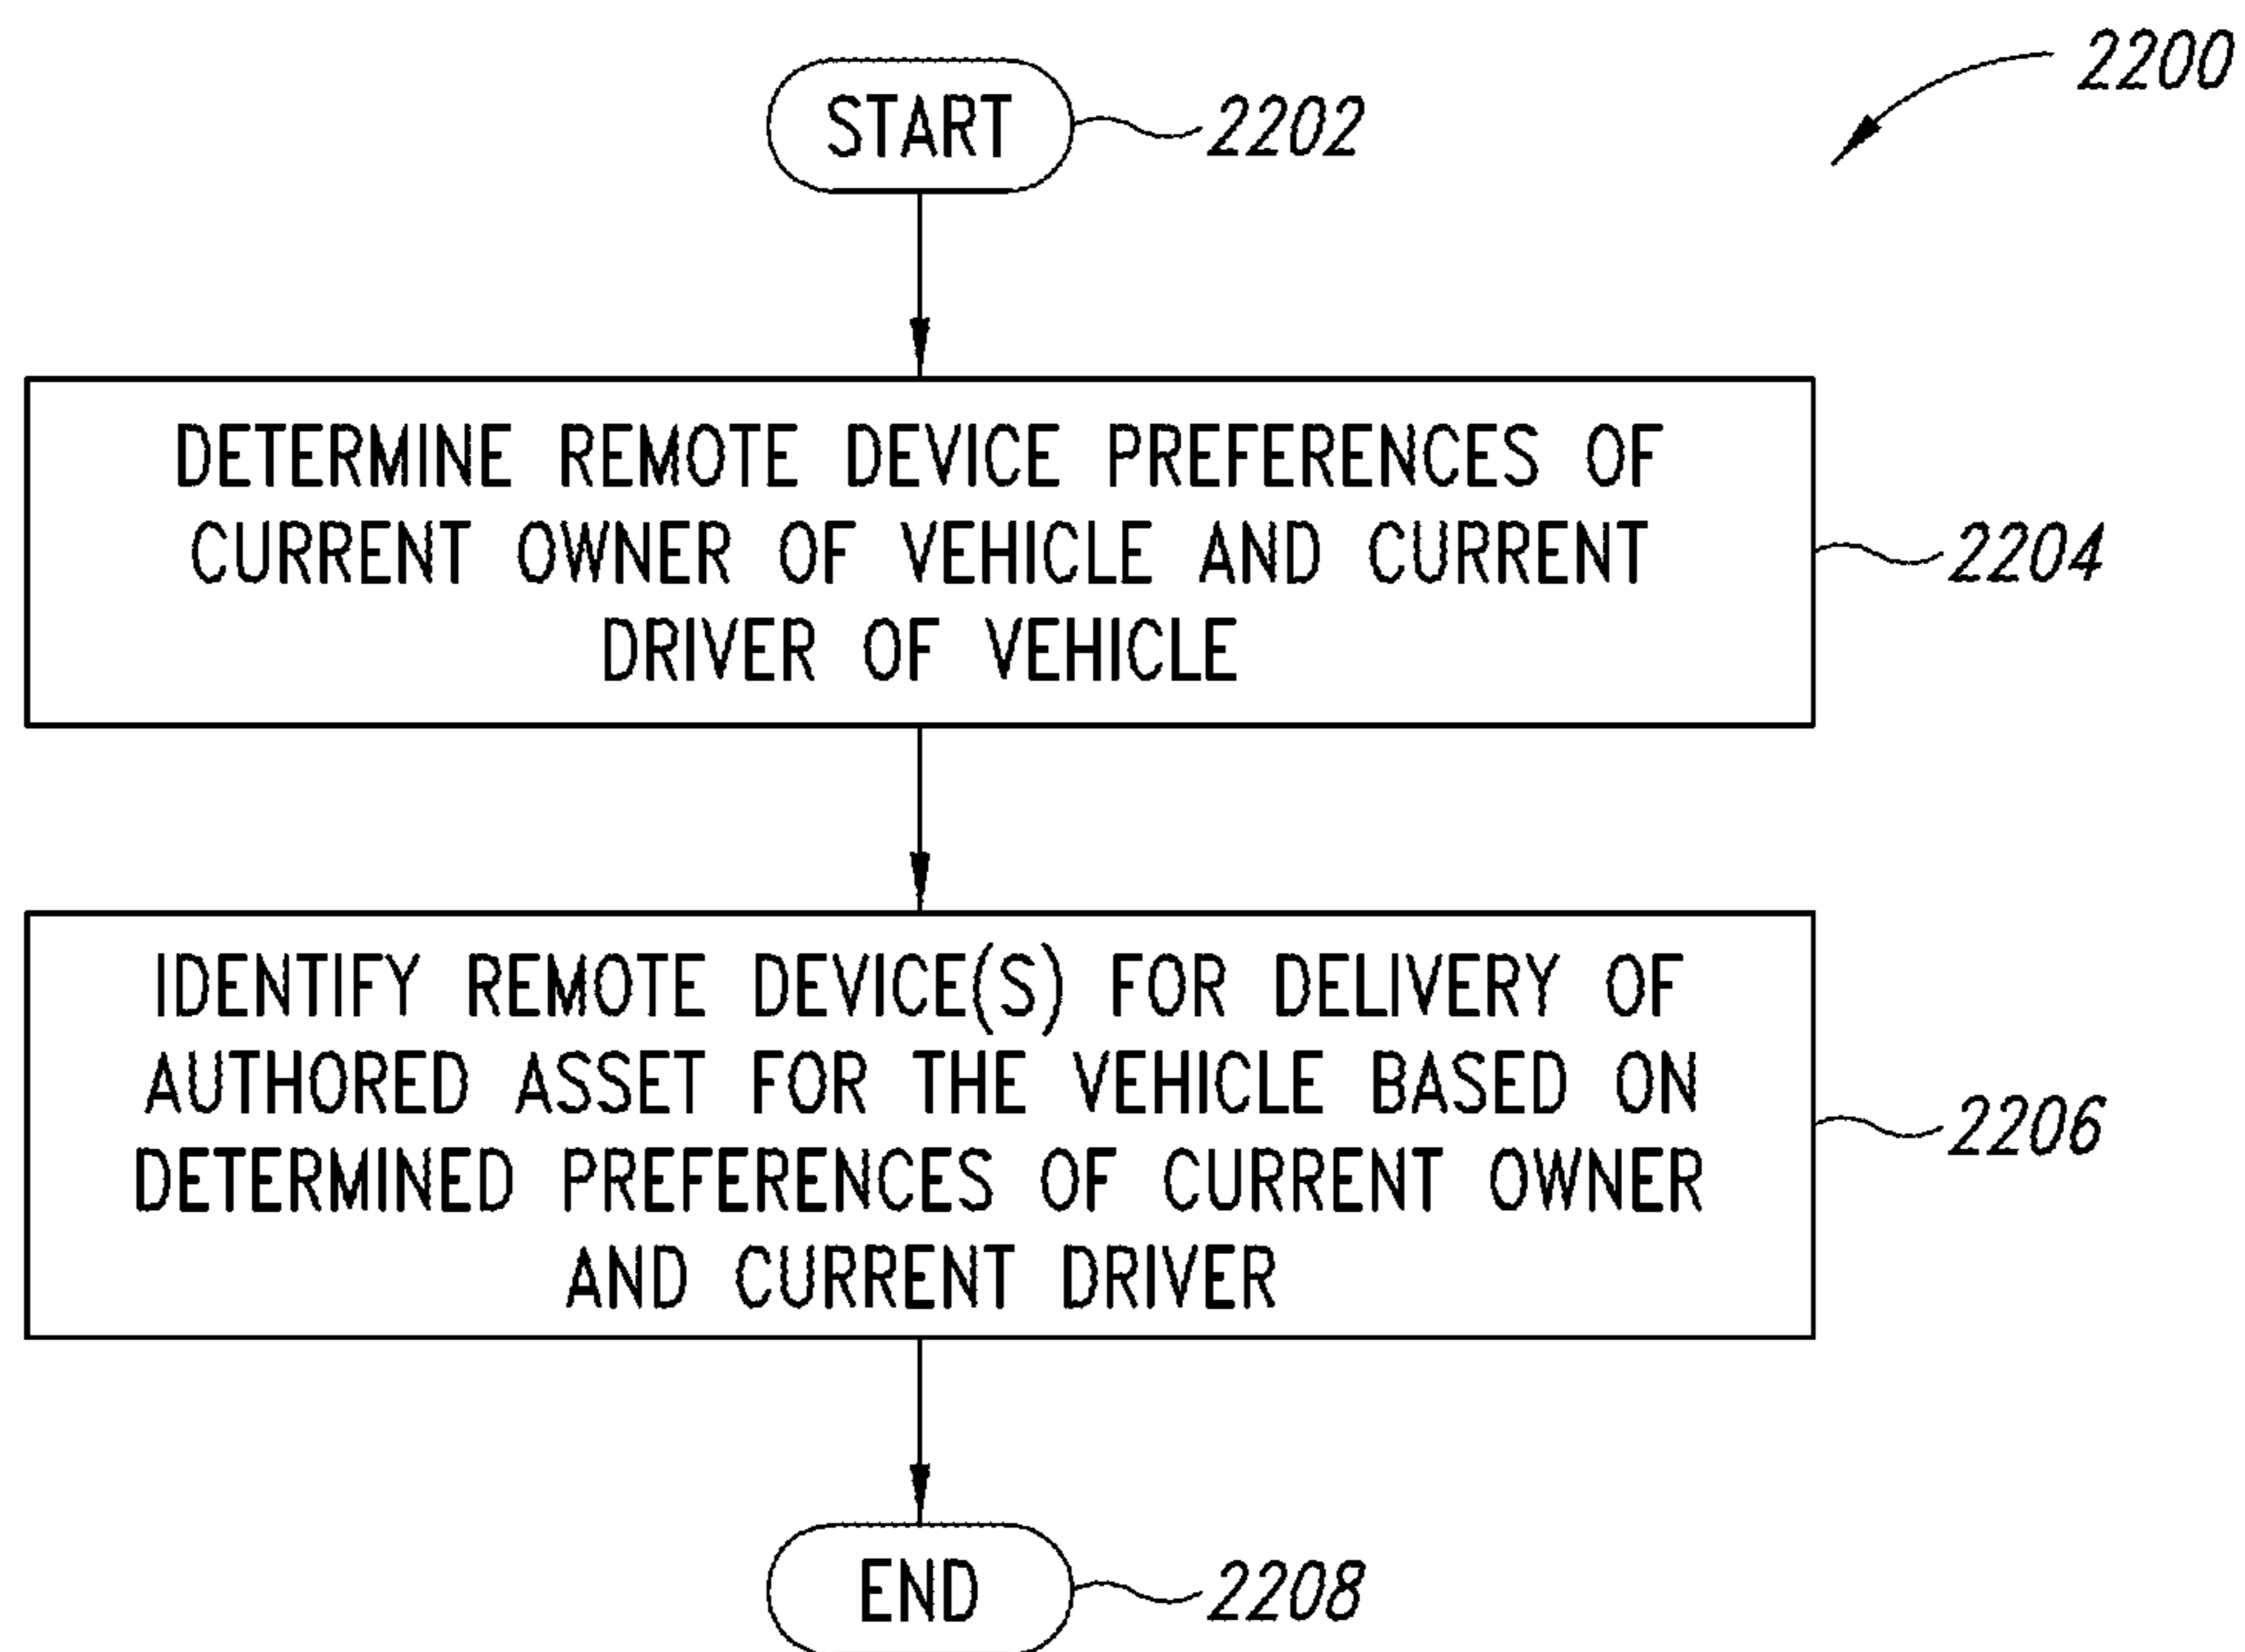 2200
START
2202
DETERMINE REMOTE DEVICE PREFERENCES OF
CURRENT OWNER OF VEHICLE AND CURRENT
DRIVER OF VEHICLE
2204
IDENTIFY REMOTE DEVICE(S) FOR DELIVERY OF
AUTHORED ASSET FOR THE VEHICLE BASED ON
DETERMINED PREFERENCES OF CURRENT OWNER
AND CURRENT DRIVER
2206
END
2208